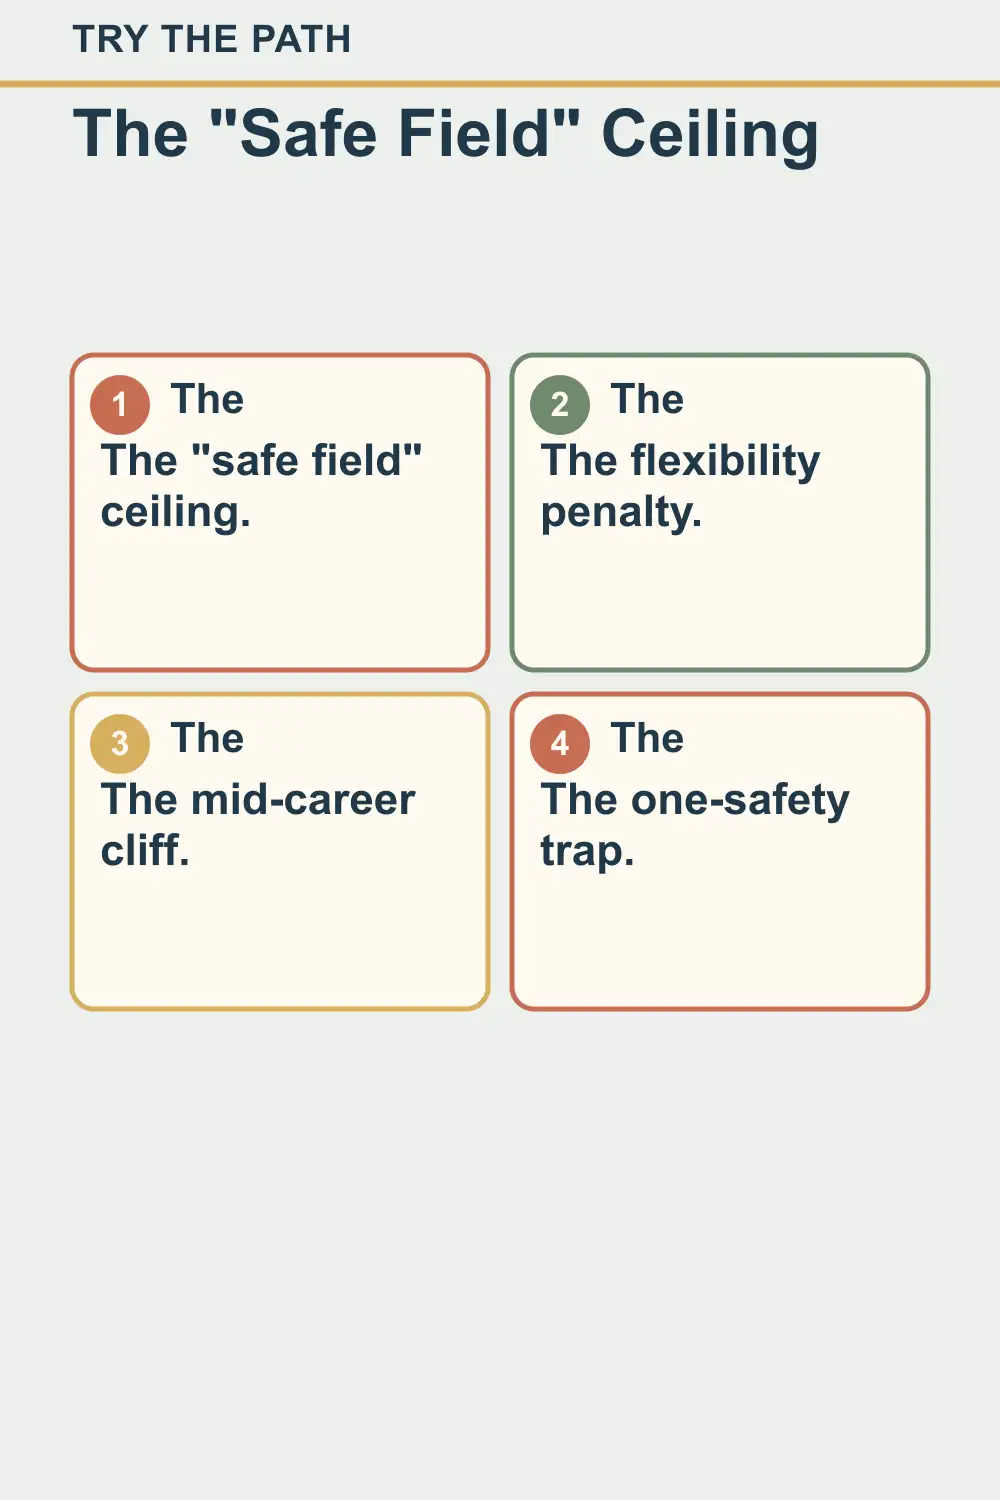 TRY THE PATH
The "Safe Field" Ceiling
1 The
The "safe field"
ceiling.
2 The
The flexibility
penalty.
3 The
The mid-career
cliff.
4 The
The one-safety
trap.